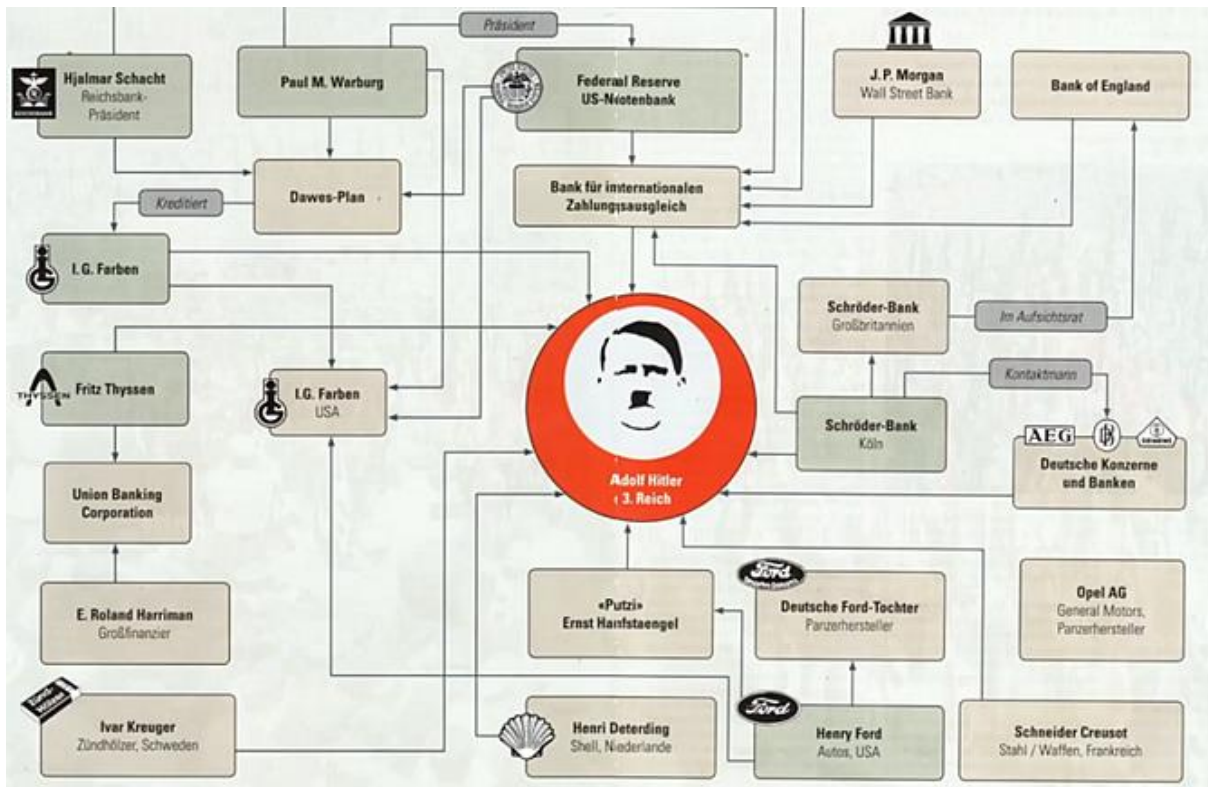 Präsident
Hjalmar Schacht
Reichsbank-
Präsident
Paul M. Warburg
Federaal Reserve
US-Nootenbank
J. P. Morgan
Wall Street Bank
Bank of England
Dawes-Plan
Bank für innternationalen
Zahlungsausgleich
Kreditiert
I. G. Farben
Schröder-Bank
Großbritannien
Im Aufsichtsrat
Fritz Thyssen
THYSSEN
I.G. Farben
USA
Kontaktmann
Schröder-Bank
Köln
AEG
Deutsche Konzerne
und Banken
Adolf Hitler
3. Reich
Union Banking
Corporation
E. Roland Harriman
Großfinanzier
«Putzi»
Ernst Hanfstaengel
Ford
Deutsche Ford-Tochter
Panzerhersteller
Opel AG
General Motors,
Panzerhersteller
Ivar Kreuger
Zündhölzer, Schweden
Henri Deterding
Shell, Niederlande
Ford
Henry Ford
Autos, USA
Schneider Creusot
Stahl / Waffen, Frankreich